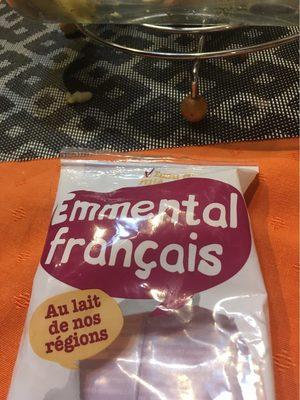 Emmental
français
Au lait
de nos
régions